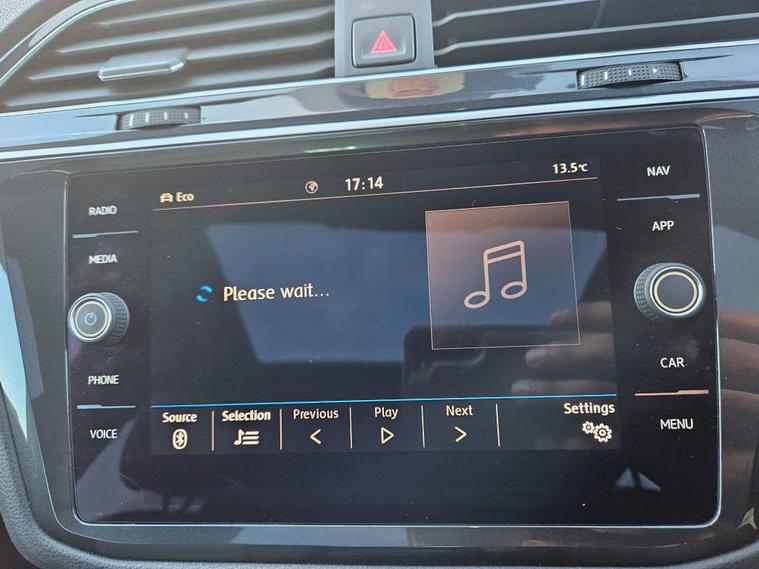 Eco 17:14 13.5°C
RADIO
MEDIA
PHONE
VOICE
Please wait...
Source Selection Previous Play Next Settings
NAV
APP
CAR
MENU